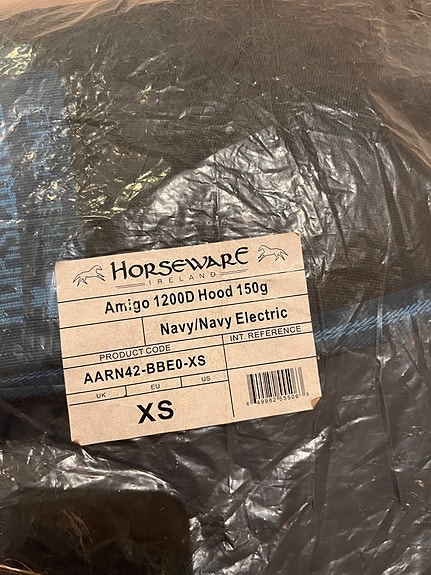 HORSEWARE
IRELAND
Amigo 1200D Hood 150g
Navy/Navy Electric
PRODUCT CODE
INT. REFERENCE
AARN42-BBE0-XS
UK EU US
XS